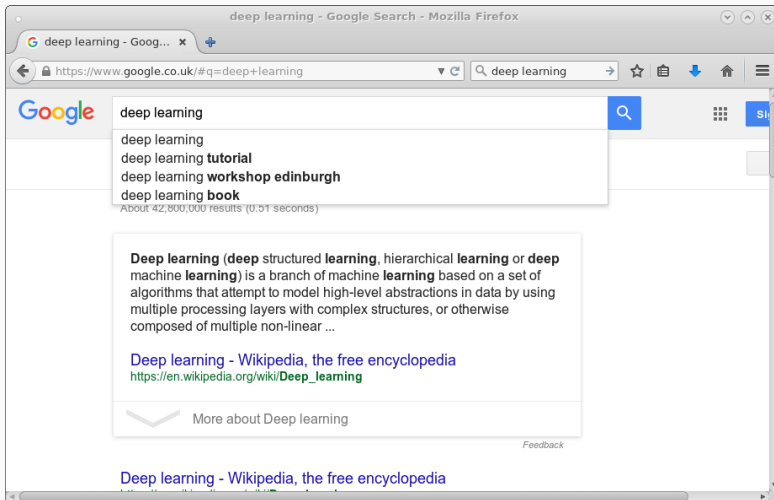 deep learning - Google Search - Mozilla Firefox
deep learning - Goog...
https://www.google.co.uk/#q=deep+learning
deep learning
Google
deep learning
deep learning
deep learning tutorial
deep learning workshop edinburgh
deep learning book
About 42,800,000 results (0.51 seconds)
Deep learning (deep structured learning, hierarchical learning or deep
machine learning) is a branch of machine learning based on a set of
algorithms that attempt to model high-level abstractions in data by using
multiple processing layers with complex structures, or otherwise
composed of multiple non-linear ...
Deep learning - Wikipedia, the free encyclopedia
https://en.wikipedia.org/wiki/Deep_learning
More about Deep learning
Feedback
Deep learning - Wikipedia, the free encyclopedia